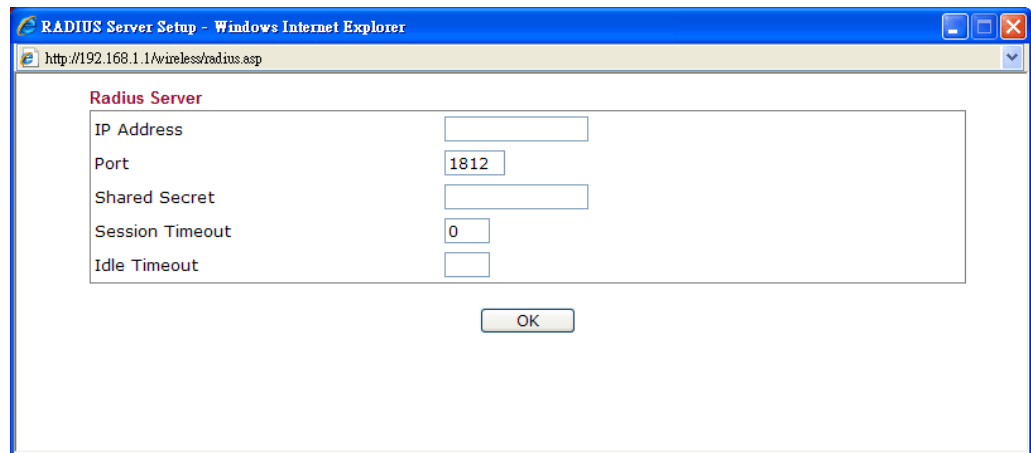 RADIUS Server Setup - Windows Internet Explorer
http://192.168.1.1/wireless/radius.asp
Radius Server
IP Address
Port 1812
Shared Secret
Session Timeout 0
Idle Timeout
OK